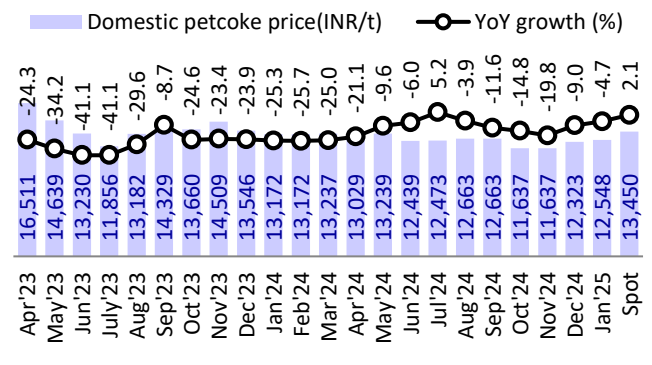 Domestic petcoke price(INR/t) YoY growth (%)
-24.3 -34.2 -41.1 -41.1 -29.6 -8.7 -24.6 -23.4 -23.9 -25.3 -25.7 -25.0 -21.1 -9.6 -6.0 5.2 -3.9 -11.6 -14.8 -19.8 -9.0 -4.7 2.1
16,511 14,639 13,230 11,856 13,182 14,329 13,660 14,509 13,546 13,172 13,172 13,237 13,029 13,239 12,439 12,473 12,663 12,663 11,637 11,637 12,323 12,548 13,450
Apr'23 May'23 Jun'23 July'23 Aug'23 Sep'23 Oct'23 Nov'23 Dec'23 Jan'24 Feb'24 Mar'24 Apr'24 May'24 Jun'24 Jul'24 Aug'24 Sep'24 Oct'24 Nov'24 Dec'24 Jan'25 Spot